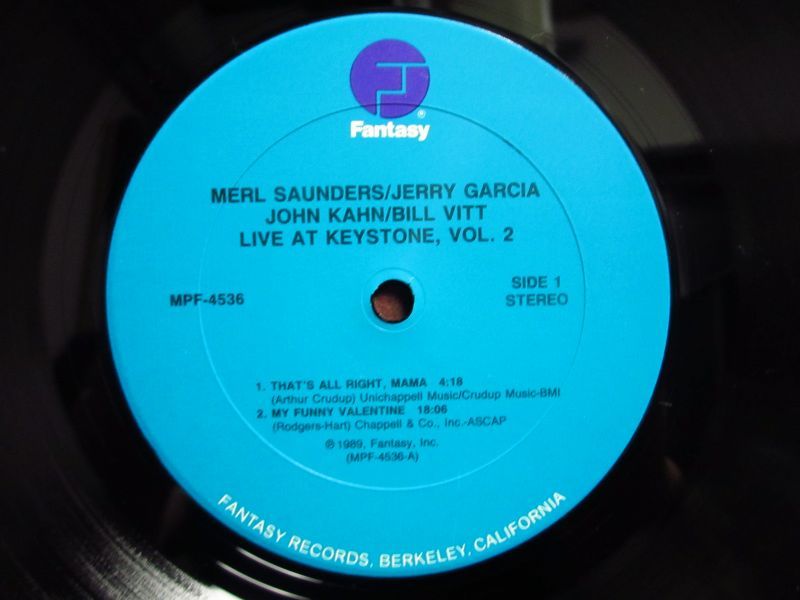 Fantasy®
MERL SAUNDERS/JERRY GARCIA
JOHN KAHN/BILL VITT
LIVE AT KEYSTONE, VOL. 2
MPF-4536
SIDE 1
STEREO
1. THAT'S ALL RIGHT, MAMA 4:18
(Arthur Crudup) Unichappell Music/Crudup Music-BMI
2. MY FUNNY VALENTINE 18:06
(Rodgers-Hart) Chappell & Co., Inc.-ASCAP
℗ 1989, Fantasy, Inc.
(MPF-4536-A)
FANTASY RECORDS, BERKELEY, CALIFORNIA